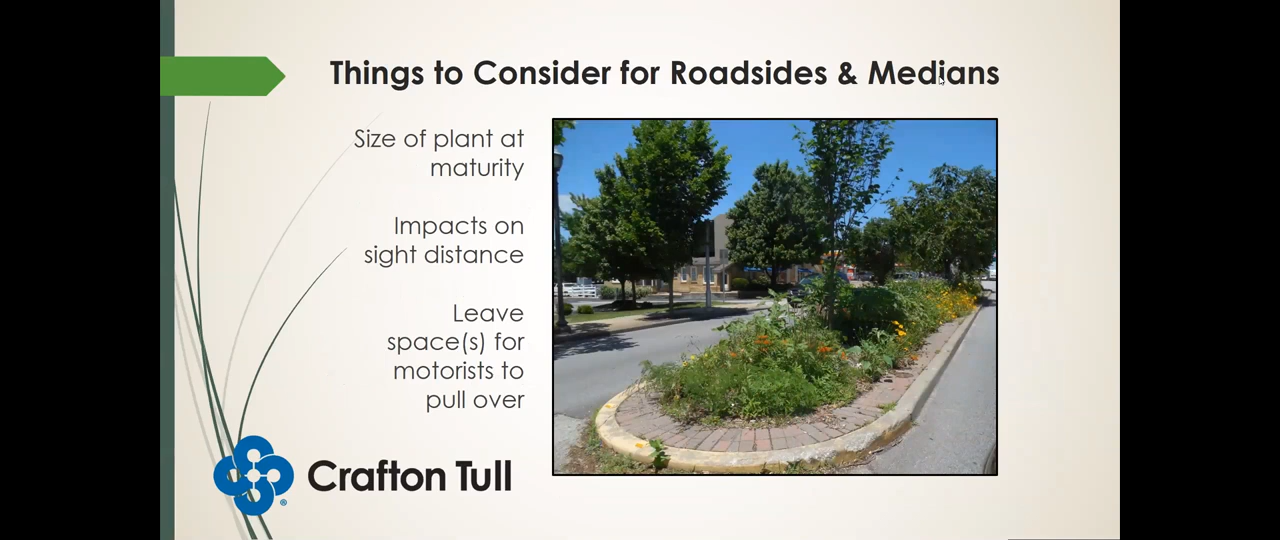 Things to Consider for Roadsides & Medians
Size of plant at
maturity
Impacts on
sight distance
Leave
space(s) for
motorists to
pull over
Crafton Tull
®